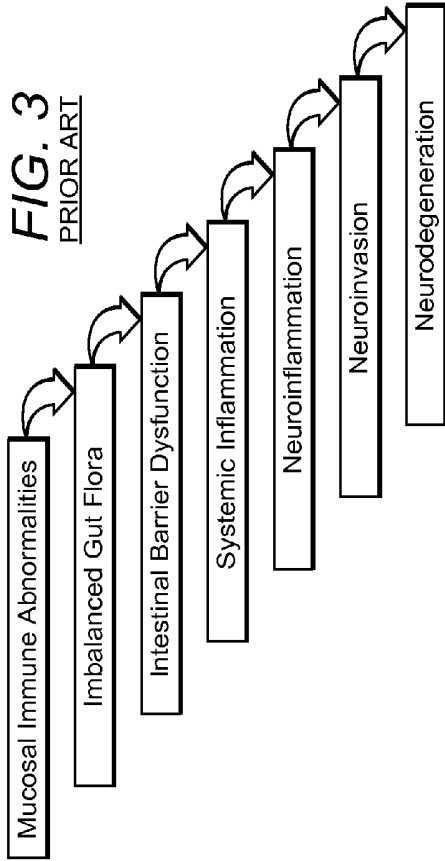 FIG. 3
PRIOR ART
Mucosal Immune Abnormalities
Imbalanced Gut Flora
Intestinal Barrier Dysfunction
Systemic Inflammation
Neuroinflammation
Neuroinvasion
Neurodegeneration